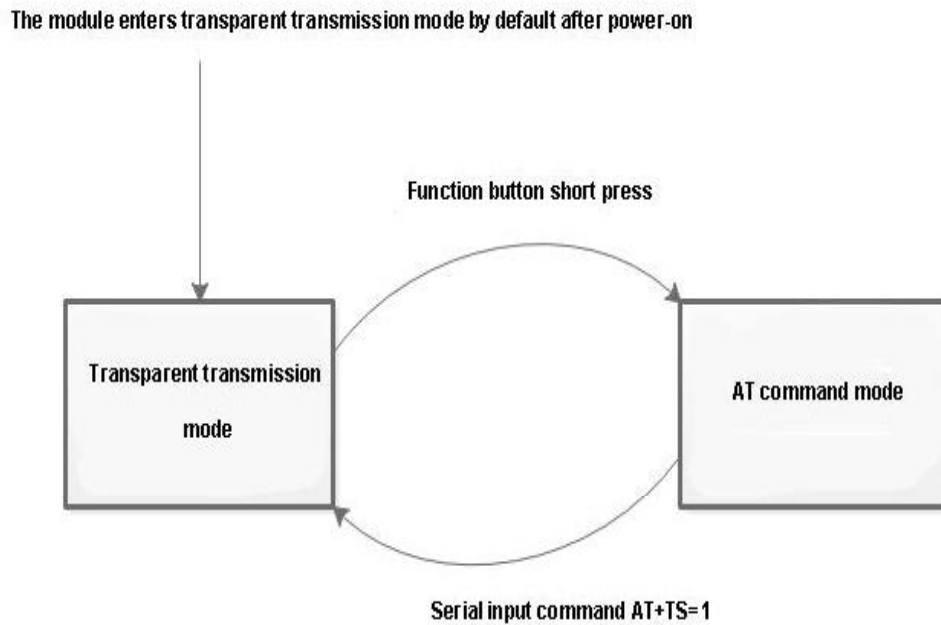 The module enters transparent transmission mode by default after power-on
Function button short press
Transparent transmission
mode
AT command mode
Serial input command AT+TS=1